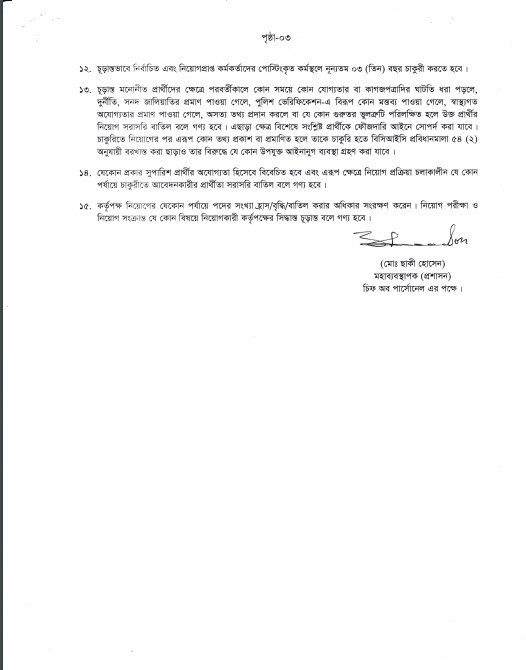 পৃষ্ঠা-০৩
১২. চূড়ান্তভাবে নির্বাচিত এবং নিয়োগপ্রাপ্ত কর্মকর্তাদের পোস্টিংকৃত কর্মস্থলে নূন্যতম ০৩ (তিন) বছর চাকুরী করতে হবে ।
১৩. চূড়ান্ত মনোনীত প্রার্থীদের ক্ষেত্রে পরবর্তীকালে কোন সময়ে কোন যোগ্যতার বা কাগজপত্রাদির ঘাটতি ধরা পড়লে,
দুর্নীতি, সনদ জালিয়াতির প্রমাণ পাওয়া গেলে, পুলিশ ভেরিফিকেশন-এ বিরূপ কোন মন্তব্য পাওয়া গেলে, স্বাস্থ্যগত
অযোগ্যতার প্রমাণ পাওয়া গেলে, অসত্য তথ্য প্রদান করলে বা যে কোন গুরুতর ভুলত্রুটি পরিলক্ষিত হলে উক্ত প্রার্থীর
নিয়োগ সরাসরি বাতিল বলে গণ্য হবে । এছাড়া ক্ষেত্র বিশেষে সংশ্লিষ্ট প্রার্থীকে ফৌজদারি আইনে সোপর্দ করা যাবে ।
চাকুরিতে নিয়োগের পর এরূপ কোন তথ্য প্রকাশ বা প্রমাণিত হলে তাকে চাকুরি হতে বিসিআইসি প্রবিধানমালা ৫৪ (২)
অনুযায়ী বরখাস্ত করা ছাড়াও তার বিরুদ্ধে যে কোন উপযুক্ত আইনানুগ ব্যবস্থা গ্রহণ করা যাবে ।
১৪. যেকোন প্রকার সুপারিশ প্রার্থীর অযোগ্যতা হিসেবে বিবেচিত হবে এবং এরূপ ক্ষেত্রে নিয়োগ প্রক্রিয়া চলাকালীন যে কোন
পর্যায়ে চাকুরীতে আবেদনকারীর প্রার্থীতা সরাসরি বাতিল বলে গণ্য হবে ।
১৫. কর্তৃপক্ষ নিয়োগের যেকোন পর্যায়ে পদের সংখ্যা হ্রাস/বৃদ্ধি/বাতিল করার অধিকার সংরক্ষণ করেন । নিয়োগ পরীক্ষা ও
নিয়োগ সংক্রান্ত যে কোন বিষয়ে নিয়োগকারী কর্তৃপক্ষের সিদ্ধান্ত চূড়ান্ত বলে গণ্য হবে ।
(মোঃ ছাকী হোসেন)
মহাব্যবস্থাপক (প্রশাসন)
চিফ অব পার্সোনেল এর পক্ষে ।